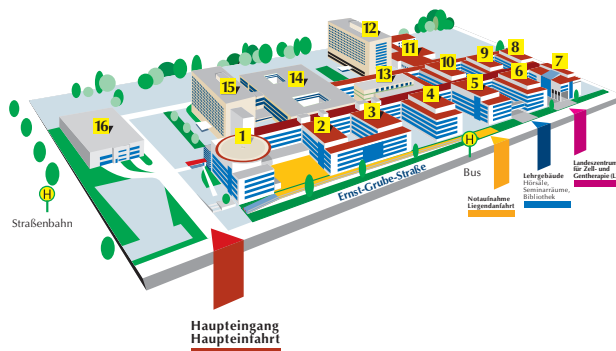 12
11
10
9
8
7
15
14
13
6
5
4
3
2
1
16
H
Straßenbahn
Ernst-Grube-Straße
H
Bus
Notaufnahme
Liegendanfahrt
Lehrgebäude
Hörsäle,
Seminarräume,
Bibliothek
Landeszentrum
für Zell- und
Gentherapie (L
Haupteingang
Haupteinfahrt